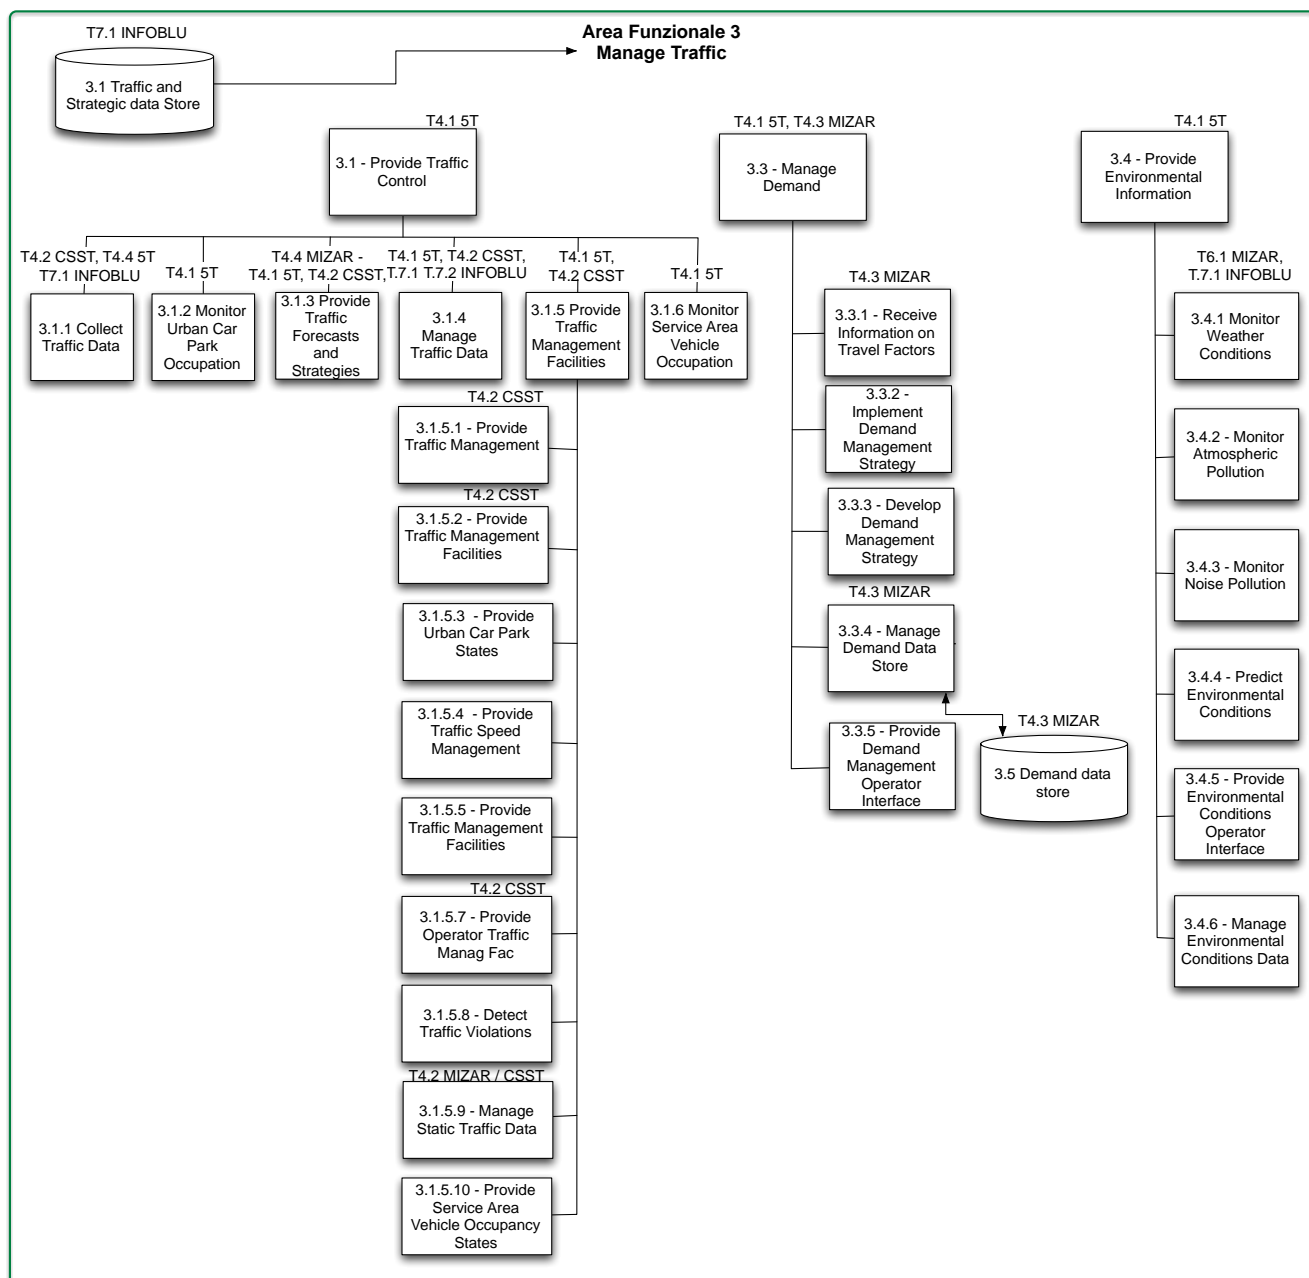 T7.1 INFOBLU
3.1 Traffic and
Strategic data Store
Area Funzionale 3
Manage Traffic
T4.1 5T
3.1 - Provide Traffic
Control
T4.1 5T, T4.3 MIZAR
3.3 - Manage
Demand
T4.1 5T
3.4 - Provide
Environmental
Information
T4.2 CSST, T4.4 5T
T7.1 INFOBLU
3.1.1 Collect
Traffic Data
T4.1 5T
3.1.2 Monitor
Urban Car
Park
Occupation
T4.4 MIZAR -
T4.1 5T, T4.2 CSST,
3.1.3 Provide
Traffic
Forecasts
and
Strategies
T4.1 5T, T4.2 CSST,
T.7.1 T.7.2 INFOBLU
3.1.4
Manage
Traffic Data
T4.1 5T,
T4.2 CSST
3.1.5 Provide
Traffic
Management
Facilities
T4.1 5T
3.1.6 Monitor
Service Area
Vehicle
Occupation
T4.2 CSST
3.1.5.1 - Provide
Traffic Management
T4.2 CSST
3.1.5.2 - Provide
Traffic Management
Facilities
3.1.5.3  - Provide
Urban Car Park
States
3.1.5.4  - Provide
Traffic Speed
Management
3.1.5.5 - Provide
Traffic Management
Facilities
T4.2 CSST
3.1.5.7 - Provide
Operator Traffic
Manag Fac
3.1.5.8 - Detect
Traffic Violations
T4.2 MIZAR / CSST
3.1.5.9 - Manage
Static Traffic Data
3.1.5.10 - Provide
Service Area
Vehicle Occupancy
States
T4.3 MIZAR
3.3.1 - Receive
Information on
Travel Factors
3.3.2 -
Implement
Demand
Management
Strategy
3.3.3 - Develop
Demand
Management
Strategy
T4.3 MIZAR
3.3.4 - Manage
Demand Data
Store
3.3.5 - Provide
Demand
Management
Operator
Interface
T4.3 MIZAR
3.5 Demand data
store
T6.1 MIZAR,
T.7.1 INFOBLU
3.4.1 Monitor
Weather
Conditions
3.4.2 - Monitor
Atmospheric
Pollution
3.4.3 - Monitor
Noise Pollution
3.4.4 - Predict
Environmental
Conditions
3.4.5 - Provide
Environmental
Conditions
Operator
Interface
3.4.6 - Manage
Environmental
Conditions Data